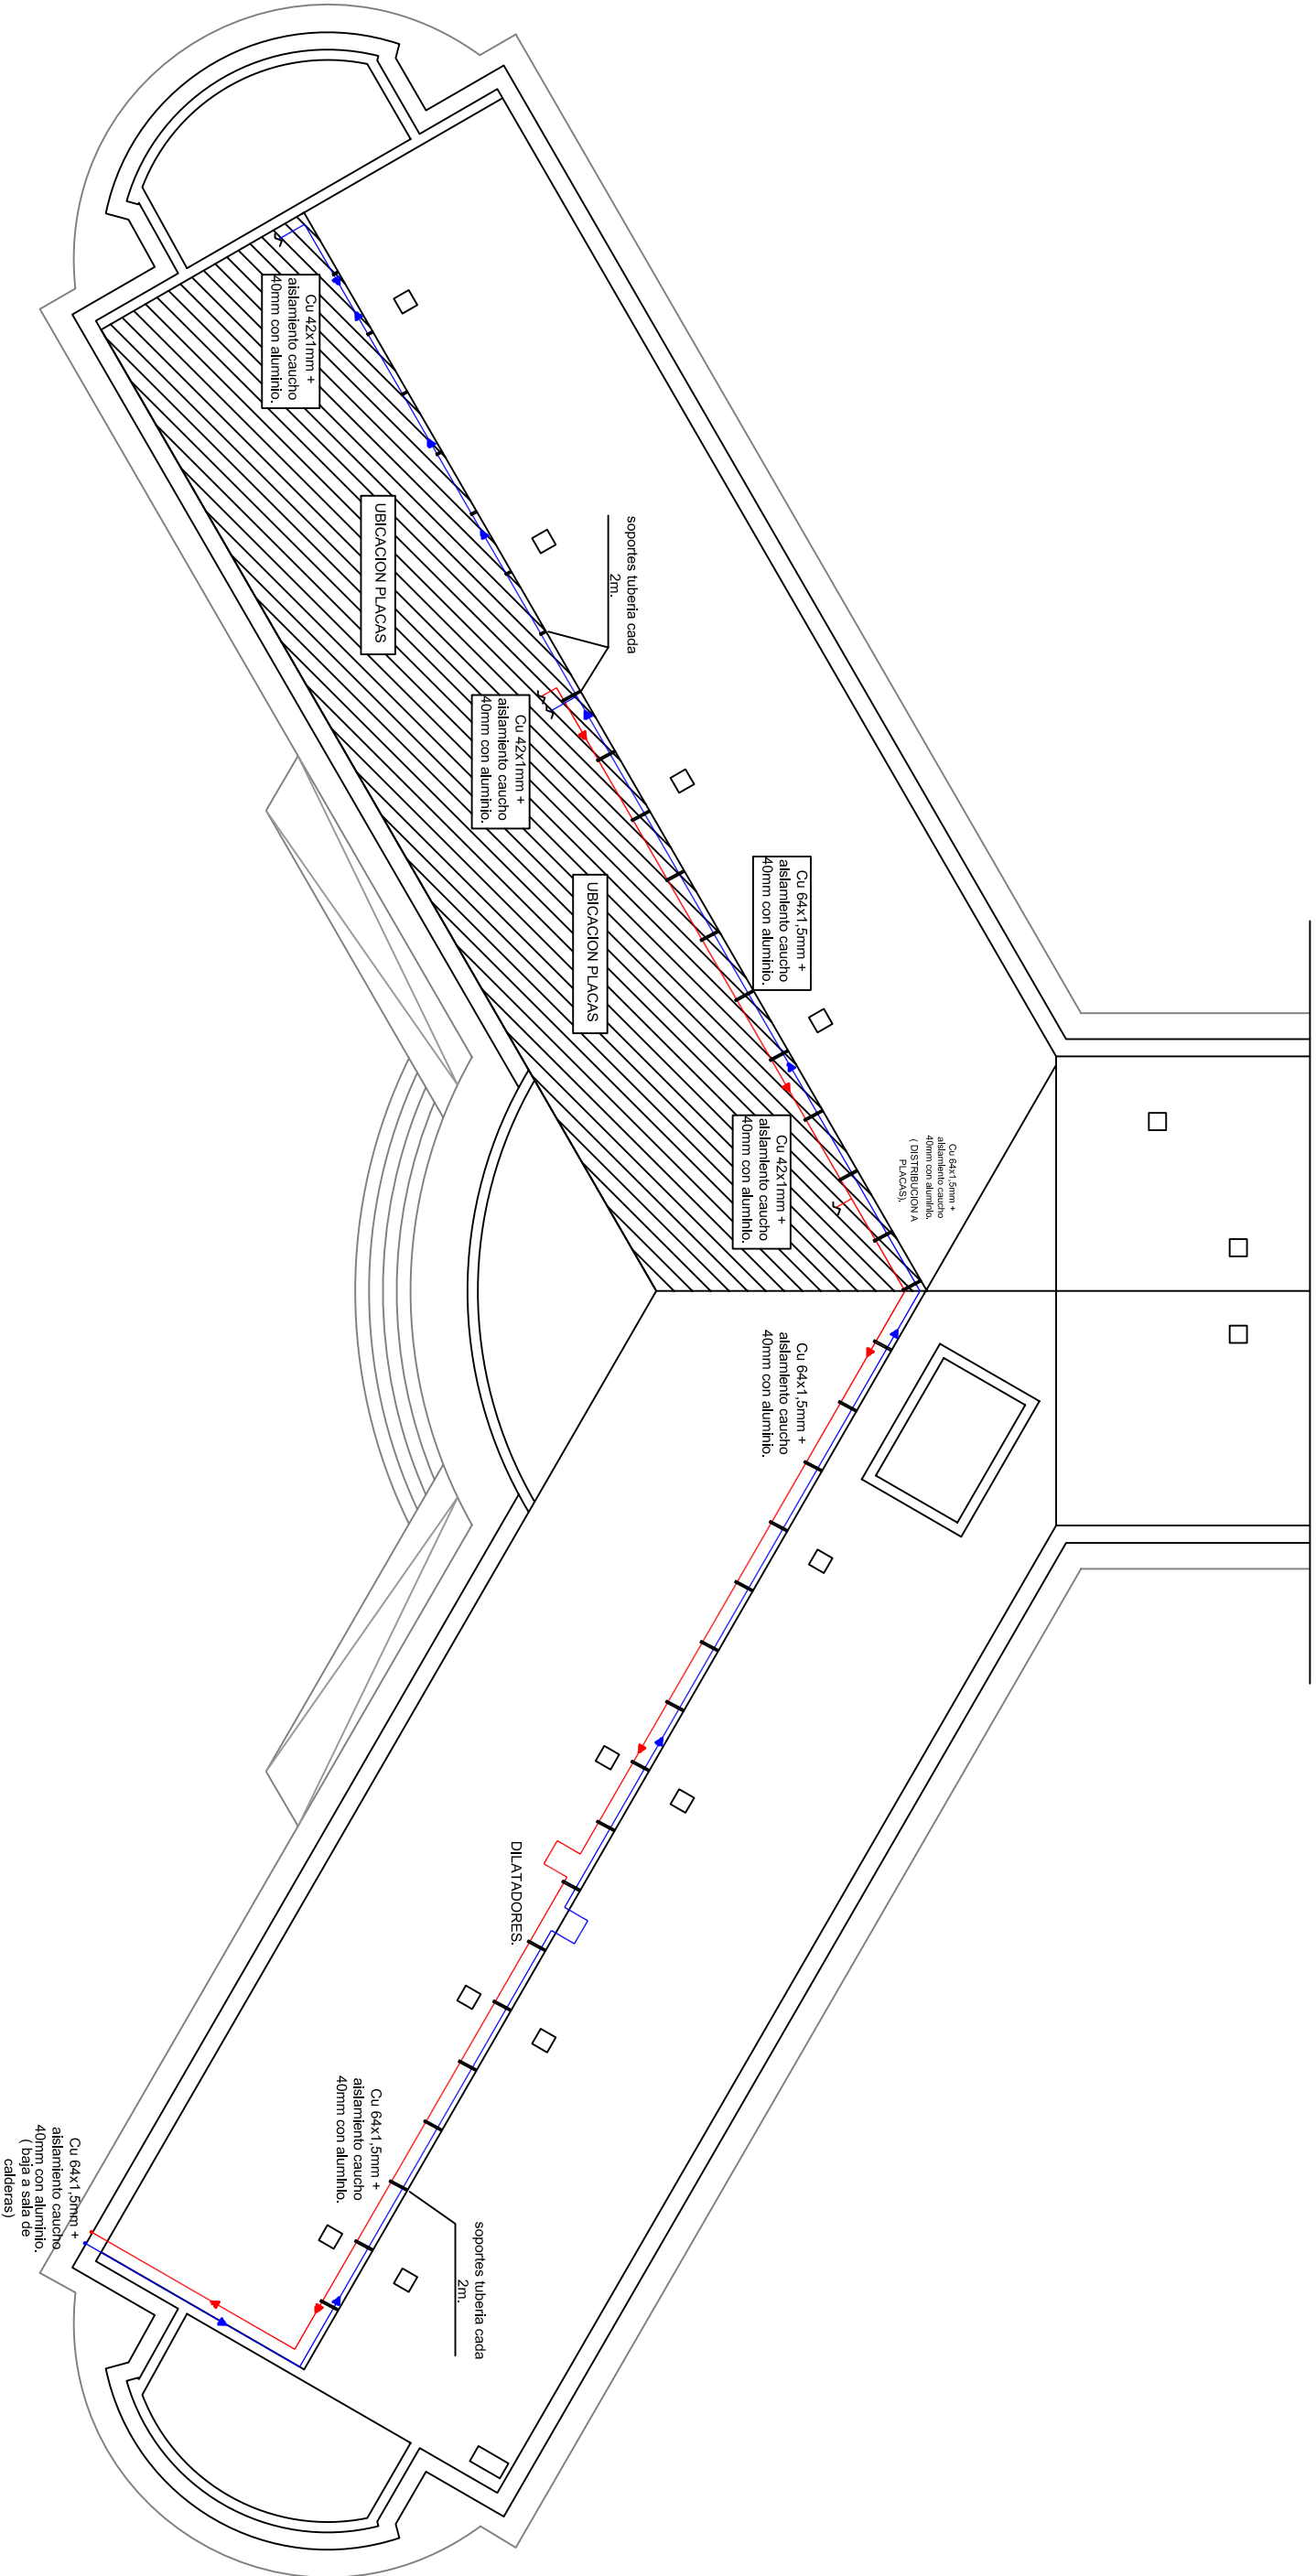 Cu 42x1mm +
aislamiento caucho
40mm con aluminio.
UBICACION PLACAS
soportes tuberia cada
2m.
Cu 42x1mm +
aislamiento caucho
40mm con aluminio.
UBICACION PLACAS
Cu 64x1,5mm +
aislamiento caucho
40mm con aluminio.
Cu 42x1mm +
aislamiento caucho
40mm con aluminio.
Cu 64x1,5mm +
aislamiento caucho
40mm con aluminio.
( DISTRIBUCION A
PLACAS).
Cu 64x1,5mm +
aislamiento caucho
40mm con aluminio.
DILATADORES.
Cu 64x1,5mm +
aislamiento caucho
40mm con aluminio.
soportes tuberia cada
2m.
Cu 64x1,5mm +
aislamiento caucho
40mm con aluminio.
( baja a sala de
calderas)